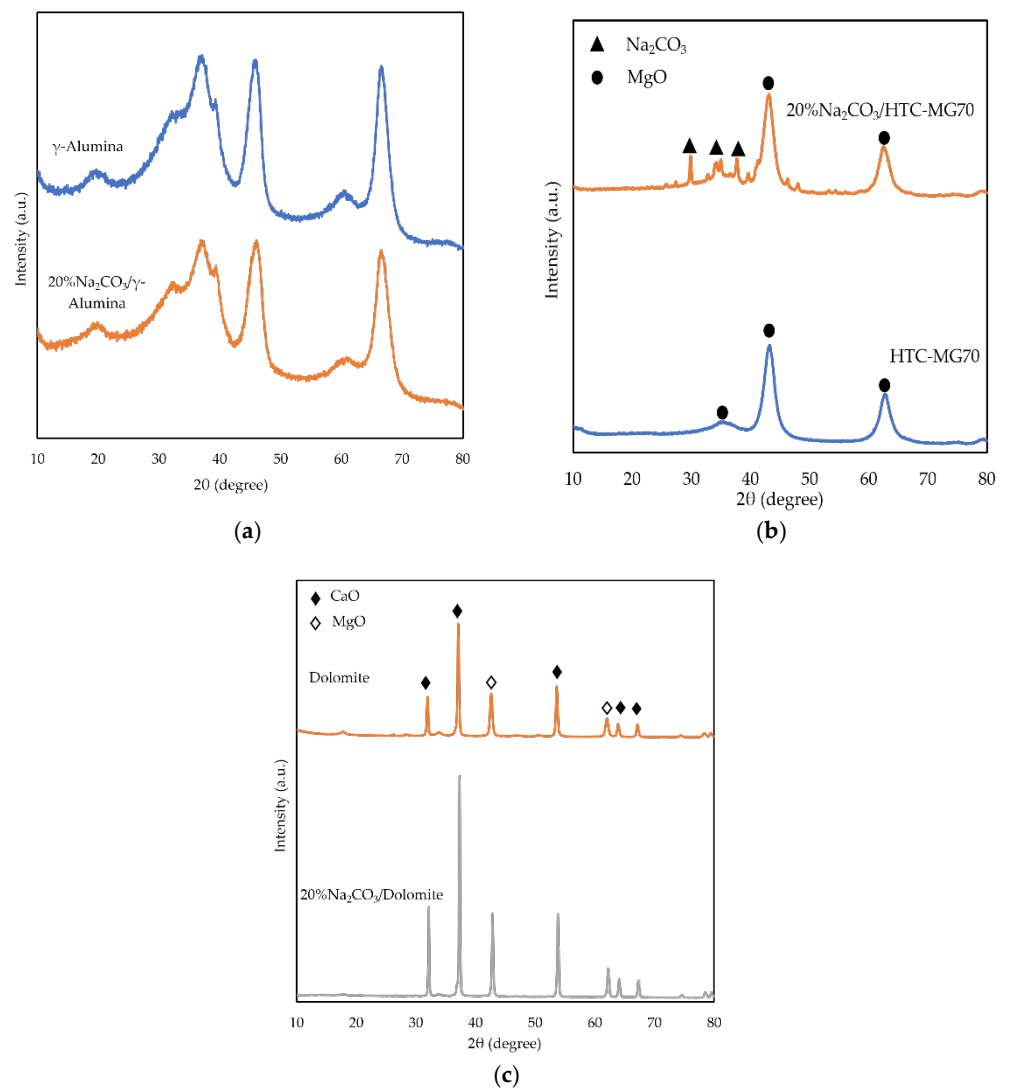 γ-Alumina
20%Na₂CO₃/γ-
Alumina
Intensity (a.u.)
10 20 30 40 50 60 70 80
2θ (degree)
(a)
Na₂CO₃
MgO
20%Na₂CO₃/HTC-MG70
HTC-MG70
Intensity (a.u.)
10 20 30 40 50 60 70 80
2θ (degree)
(b)
CaO
MgO
Dolomite
20%Na₂CO₃/Dolomite
Intensity (a.u.)
10 20 30 40 50 60 70 80
2θ (degree)
(c)